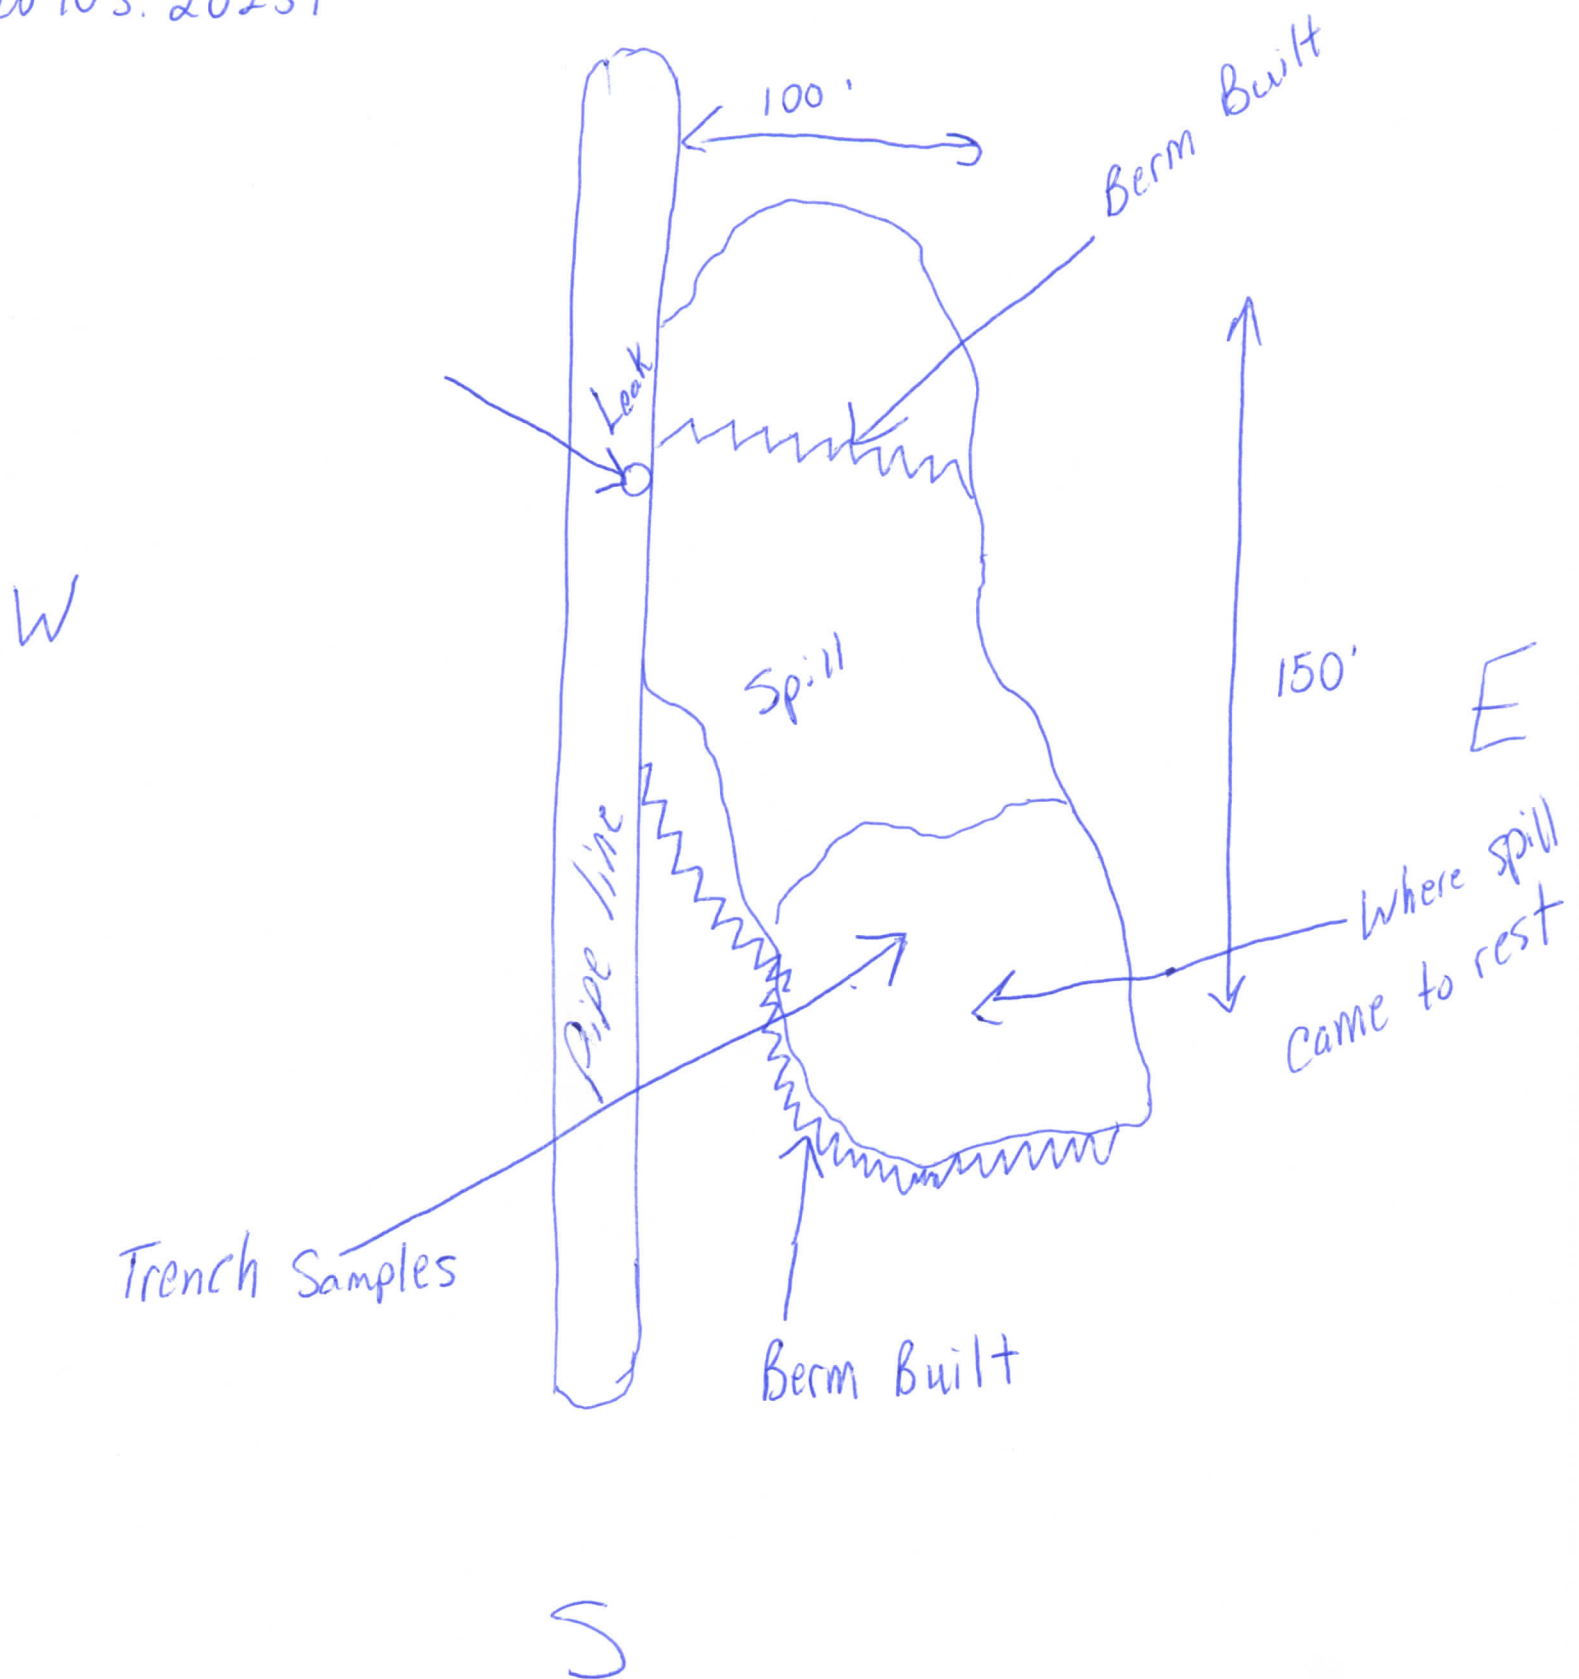 100'
Berm Built
Leak
W
Spill
150'
E
Pipe line
Where spill
came to rest
Trench Samples
Berm Built
S